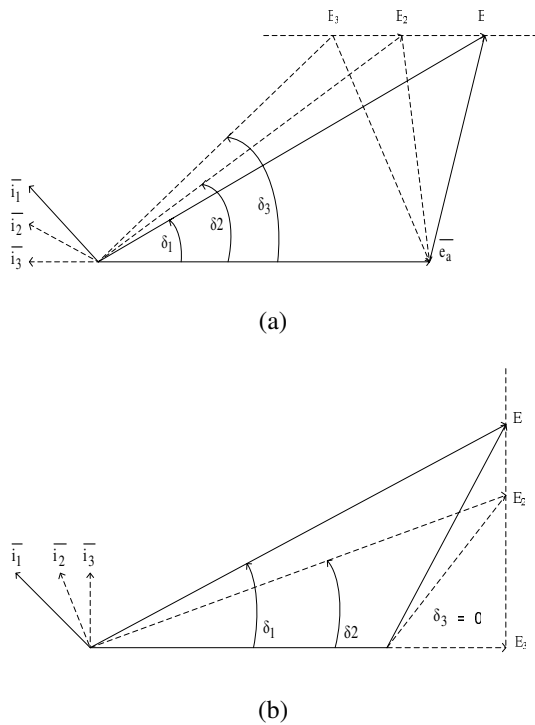 E₃ E₂ E
i₁
i₂
i₃
δ₁
δ2
δ₃
eₐ
(a)
E
E₂
E₃
i₁ i₂ i₃
δ₁
δ2
δ₃ = 0
(b)